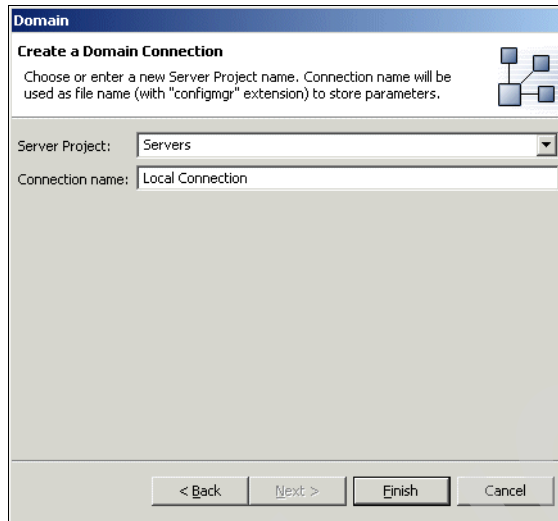 Domain
Create a Domain Connection
Choose or enter a new Server Project name. Connection name will be
used as file name (with "configmgr" extension) to store parameters.
Server Project: Servers
Connection name: Local Connection
< Back Next > Finish Cancel